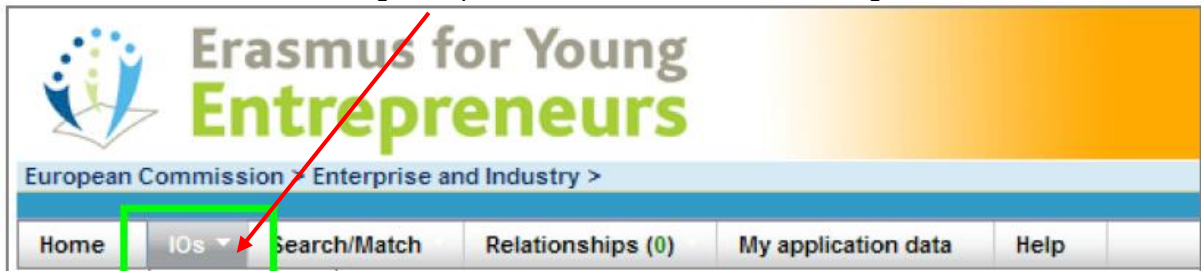 Erasmus for Young
Entrepreneurs
European Commission > Enterprise and Industry >
Home IOs Search/Match Relationships (0) My application data Help